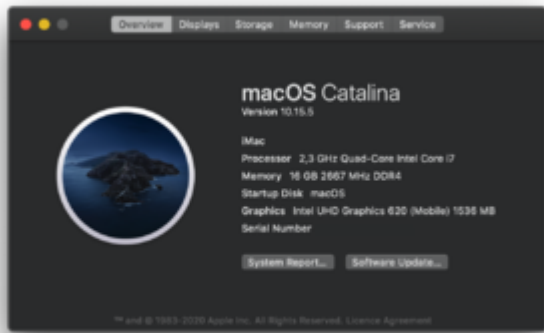 Overview Displays Storage Memory Support Service
macOS Catalina
Version 10.15.5
iMac
Processor 2,3 GHz Quad-Core Intel Core i7
Memory 16 GB 2667 MHz DDR4
Startup Disk macOS
Graphics Intel UHD Graphics 620 (Mobile) 1536 MB
Serial Number
System Report... Software Update...
™ and © 1983-2020 Apple Inc. All Rights Reserved. Licence Agreement